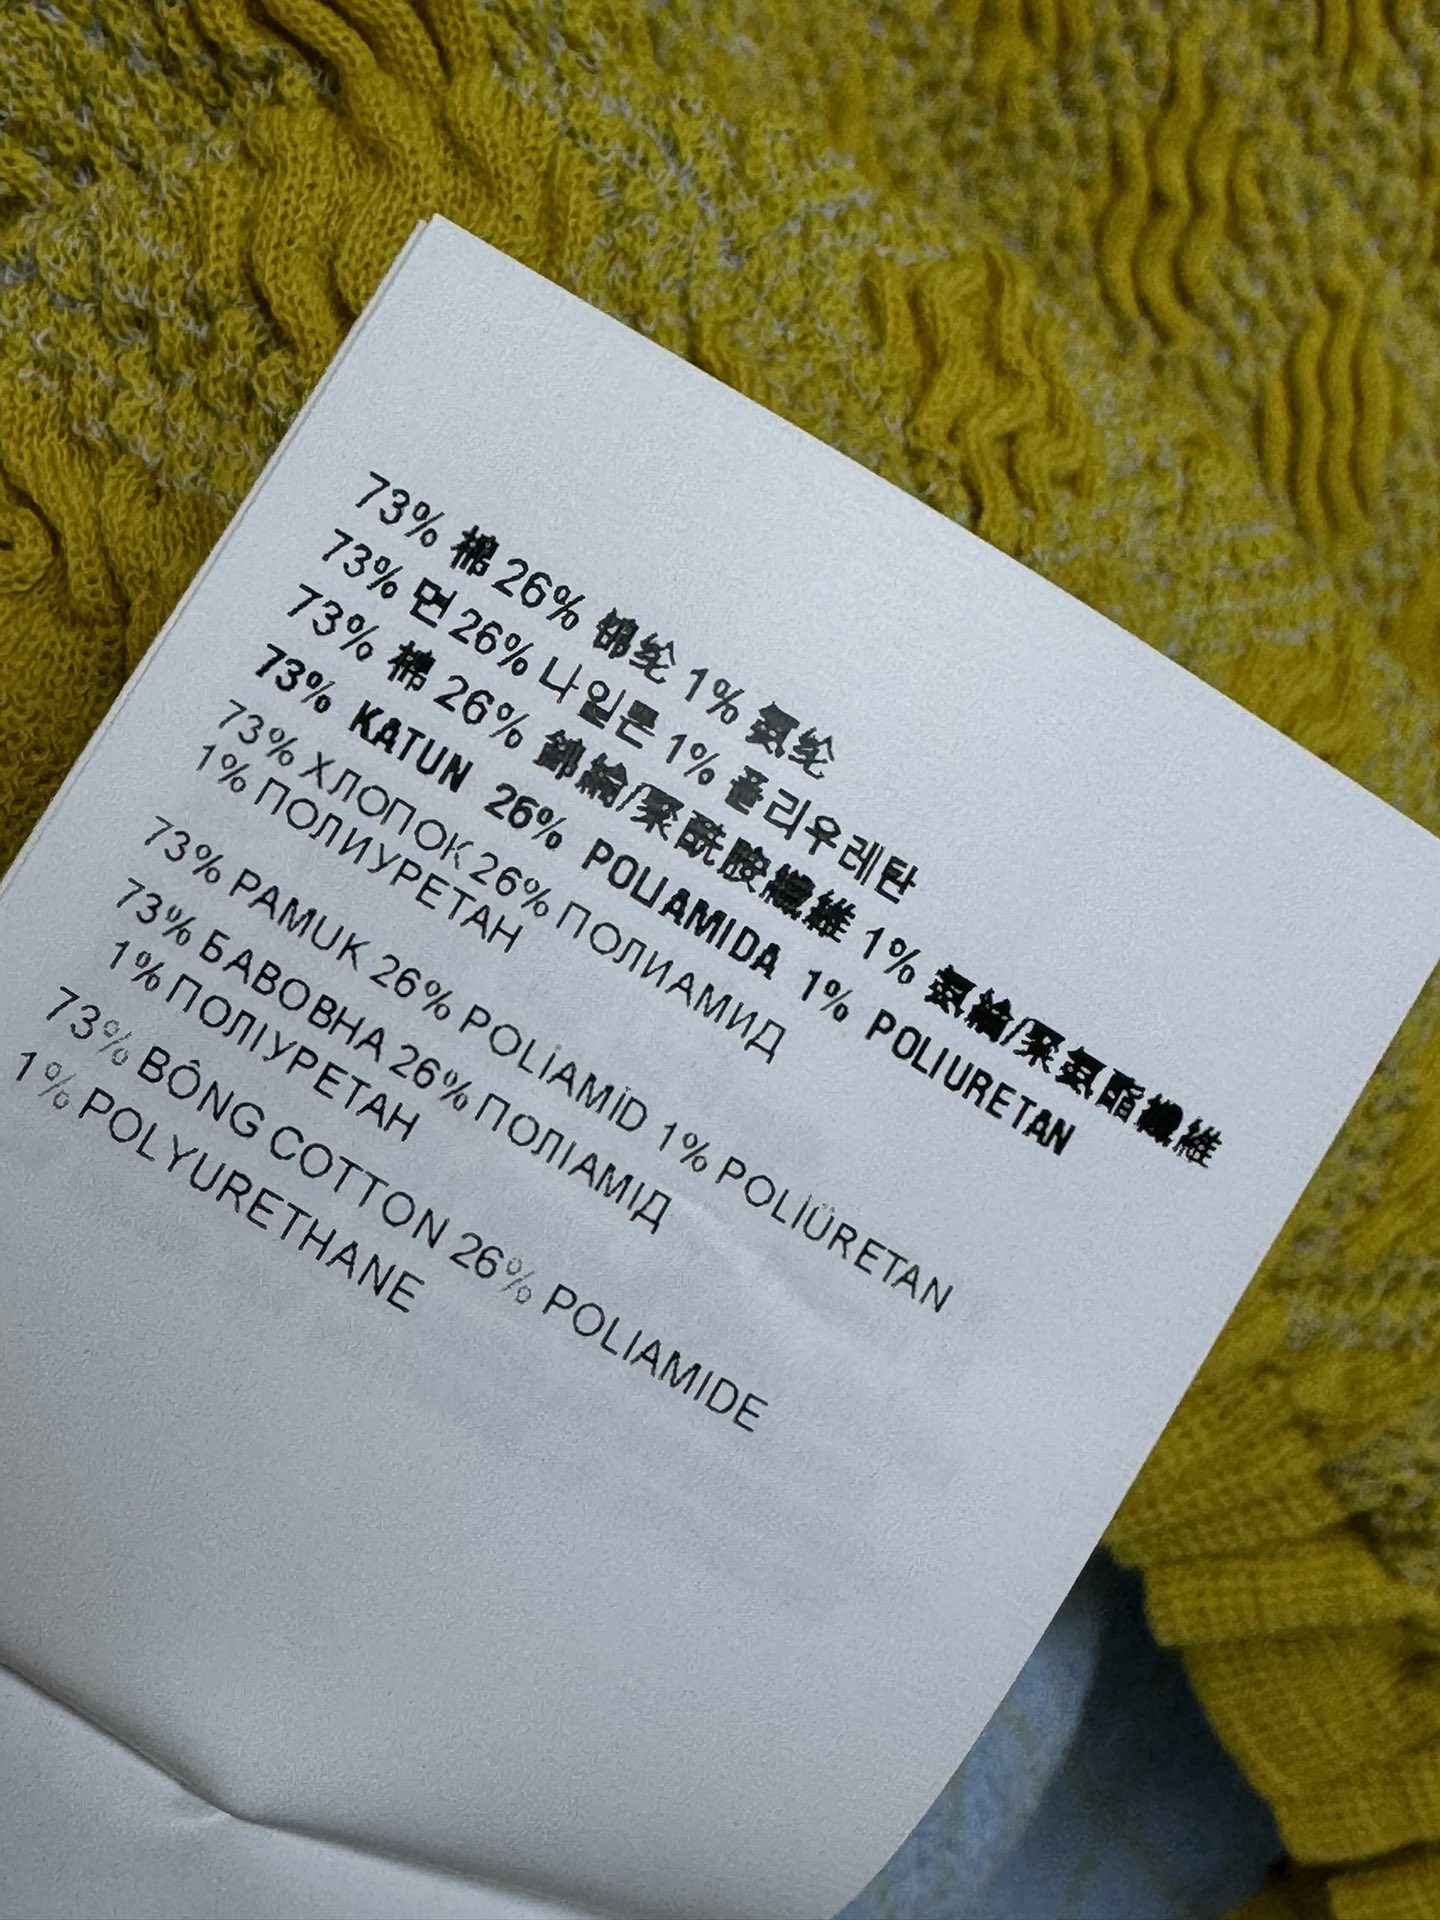 73% 棉 26% 锦纶 1% 氨纶
73% 면 26% 나일론 1% 폴리우레탄
73% 棉 26% 錦綸/聚酰胺纖維 1% 氨綸/聚氨酯纖維
73% KATUN 26% POLIAMIDA 1% POLIURETAN
73% ХЛОПОК 26% ПОЛИАМИД
1% ПОЛИУРЕТАН
73% PAMUK 26% POLİAMİD 1% POLİÜRETAN
73% БАВОВНА 26% ПОЛІАМІД
1% ПОЛІУРЕТАН
73% BÔNG COTTON 26% POLIAMIDE
1% POLYURETHANE